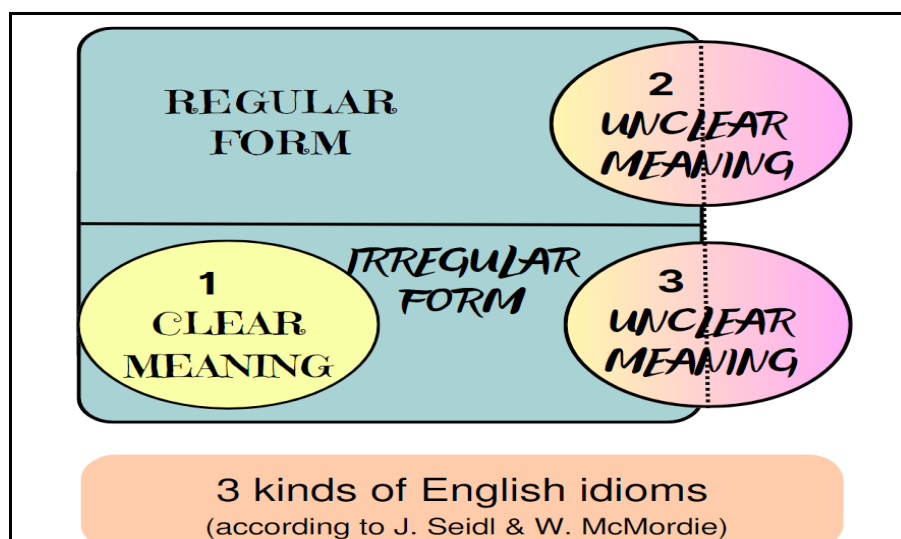 REGULAR
FORM
2
UNCLEAR
MEANING
1
CLEAR
MEANING
IRREGULAR
FORM
3
UNCLEAR
MEANING
3 kinds of English idioms
(according to J. Seidl & W. McMordie)